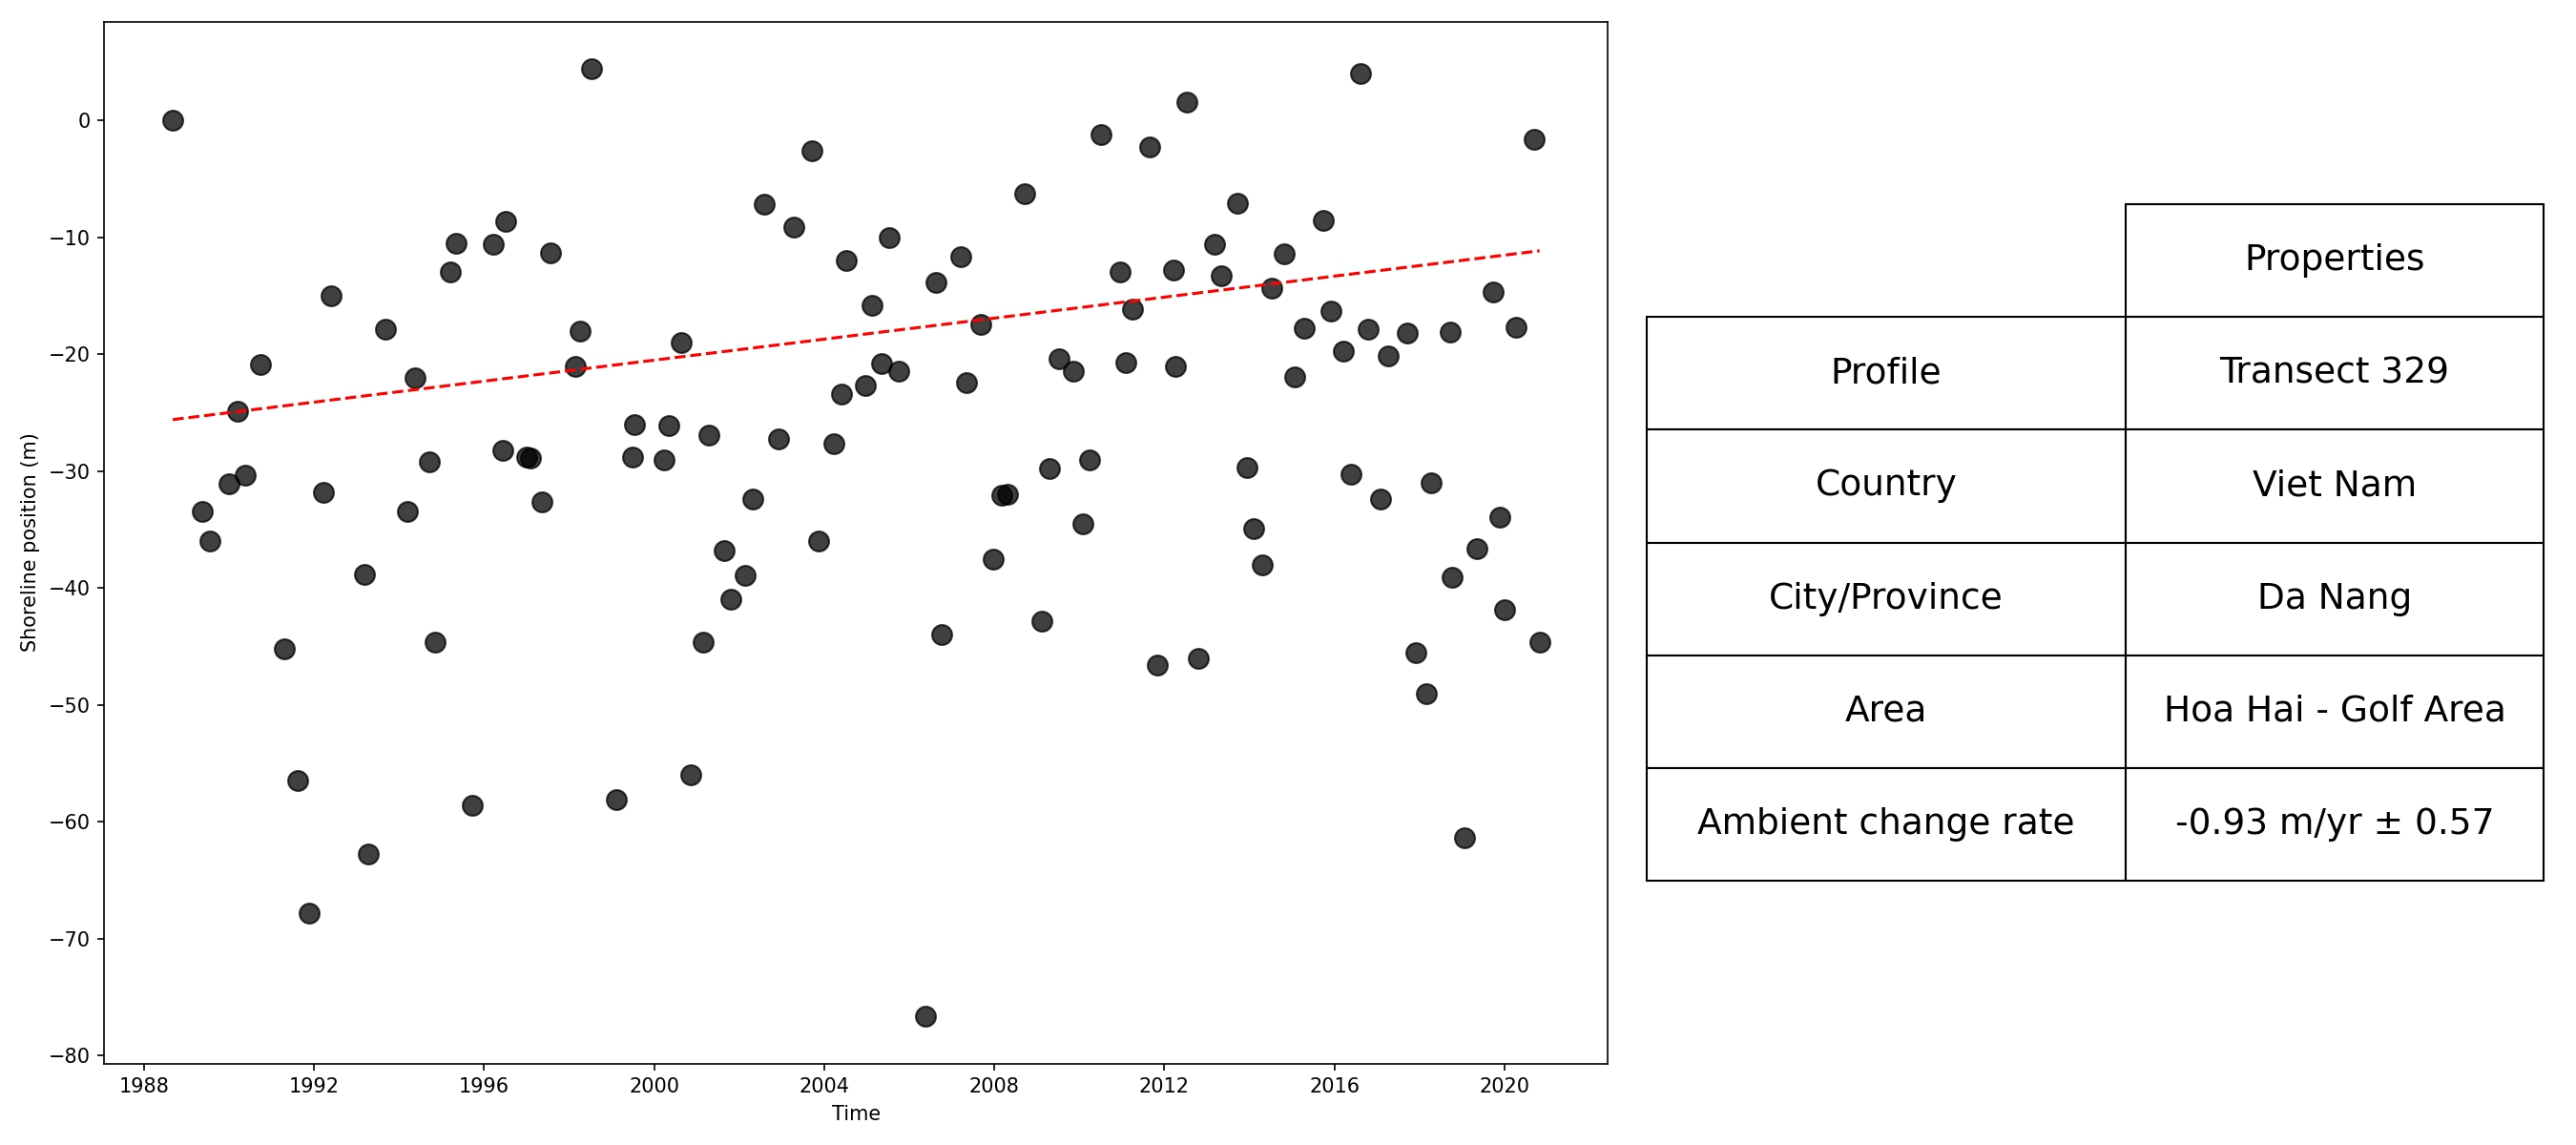 0
−10
−20
−30
−40
−50
−60
−70
−80
Shoreline position (m)
1988 1992 1996 2000 2004 2008 2012 2016 2020
Time
Properties
Profile Transect 329
Country Viet Nam
City/Province Da Nang
Area Hoa Hai - Golf Area
Ambient change rate -0.93 m/yr ± 0.57